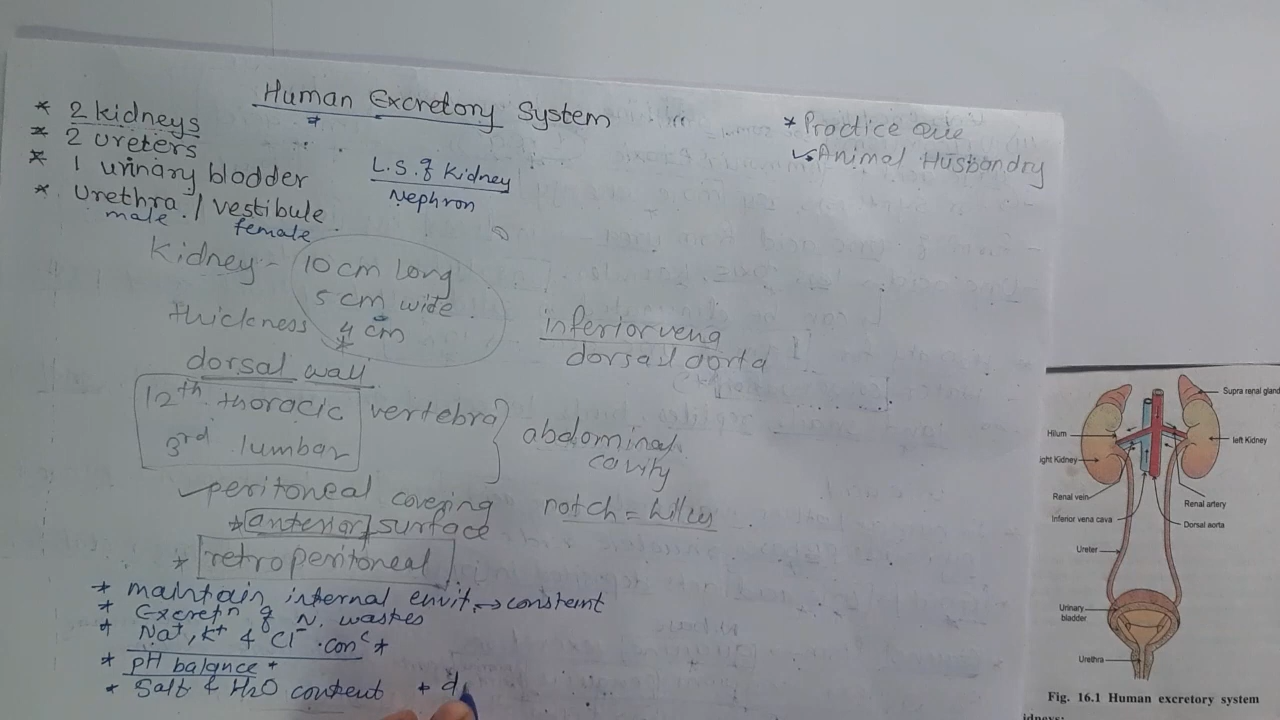 Human Excretory System
* 2 kidneys
* 2 ureters
* 1 urinary bladder
* Urethra / vestibule
male female
L.S. of Kidney
Nephron
* Practice Que
Animal Husbandry
Kidney - 10 cm long
5 cm wide
thickness 4 cm
inferior vena
dorsal aorta
dorsal wall
12th thoracic vertebra
3rd lumbar
abdominal
cavity
peritoneal covering
* anterior surface
notch = hilus
* retroperitoneal
* maintain internal envit → constant
* Excretn of N. wastes
* Na+, K+ & Cl- conc *
* pH balance *
* Salt & H2O content * d
Supra renal gland
Hilum
left Kidney
ight Kidney
Renal vein
Renal artery
Inferior vena cava
Dorsal aorta
Ureter
Urinary
bladder
Urethra
Fig. 16.1 Human excretory system
idneys: